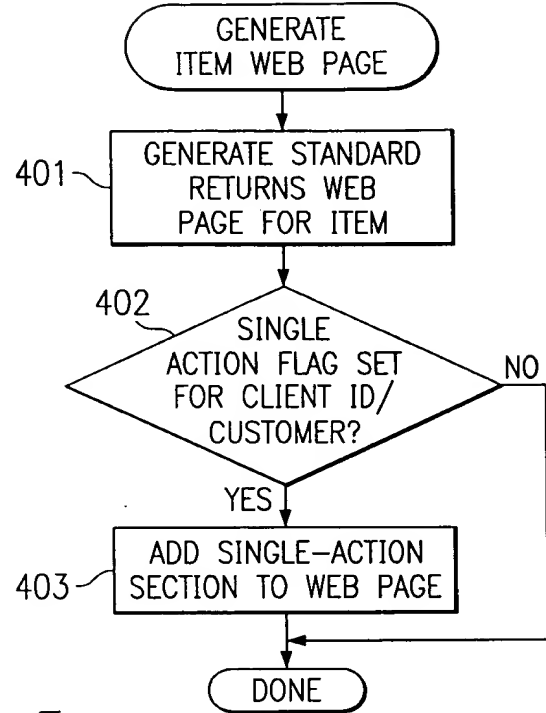 GENERATE
ITEM WEB PAGE
401
GENERATE STANDARD
RETURNS WEB
PAGE FOR ITEM
402
SINGLE
ACTION FLAG SET
FOR CLIENT ID/
CUSTOMER?
NO
YES
403
ADD SINGLE-ACTION
SECTION TO WEB PAGE
DONE